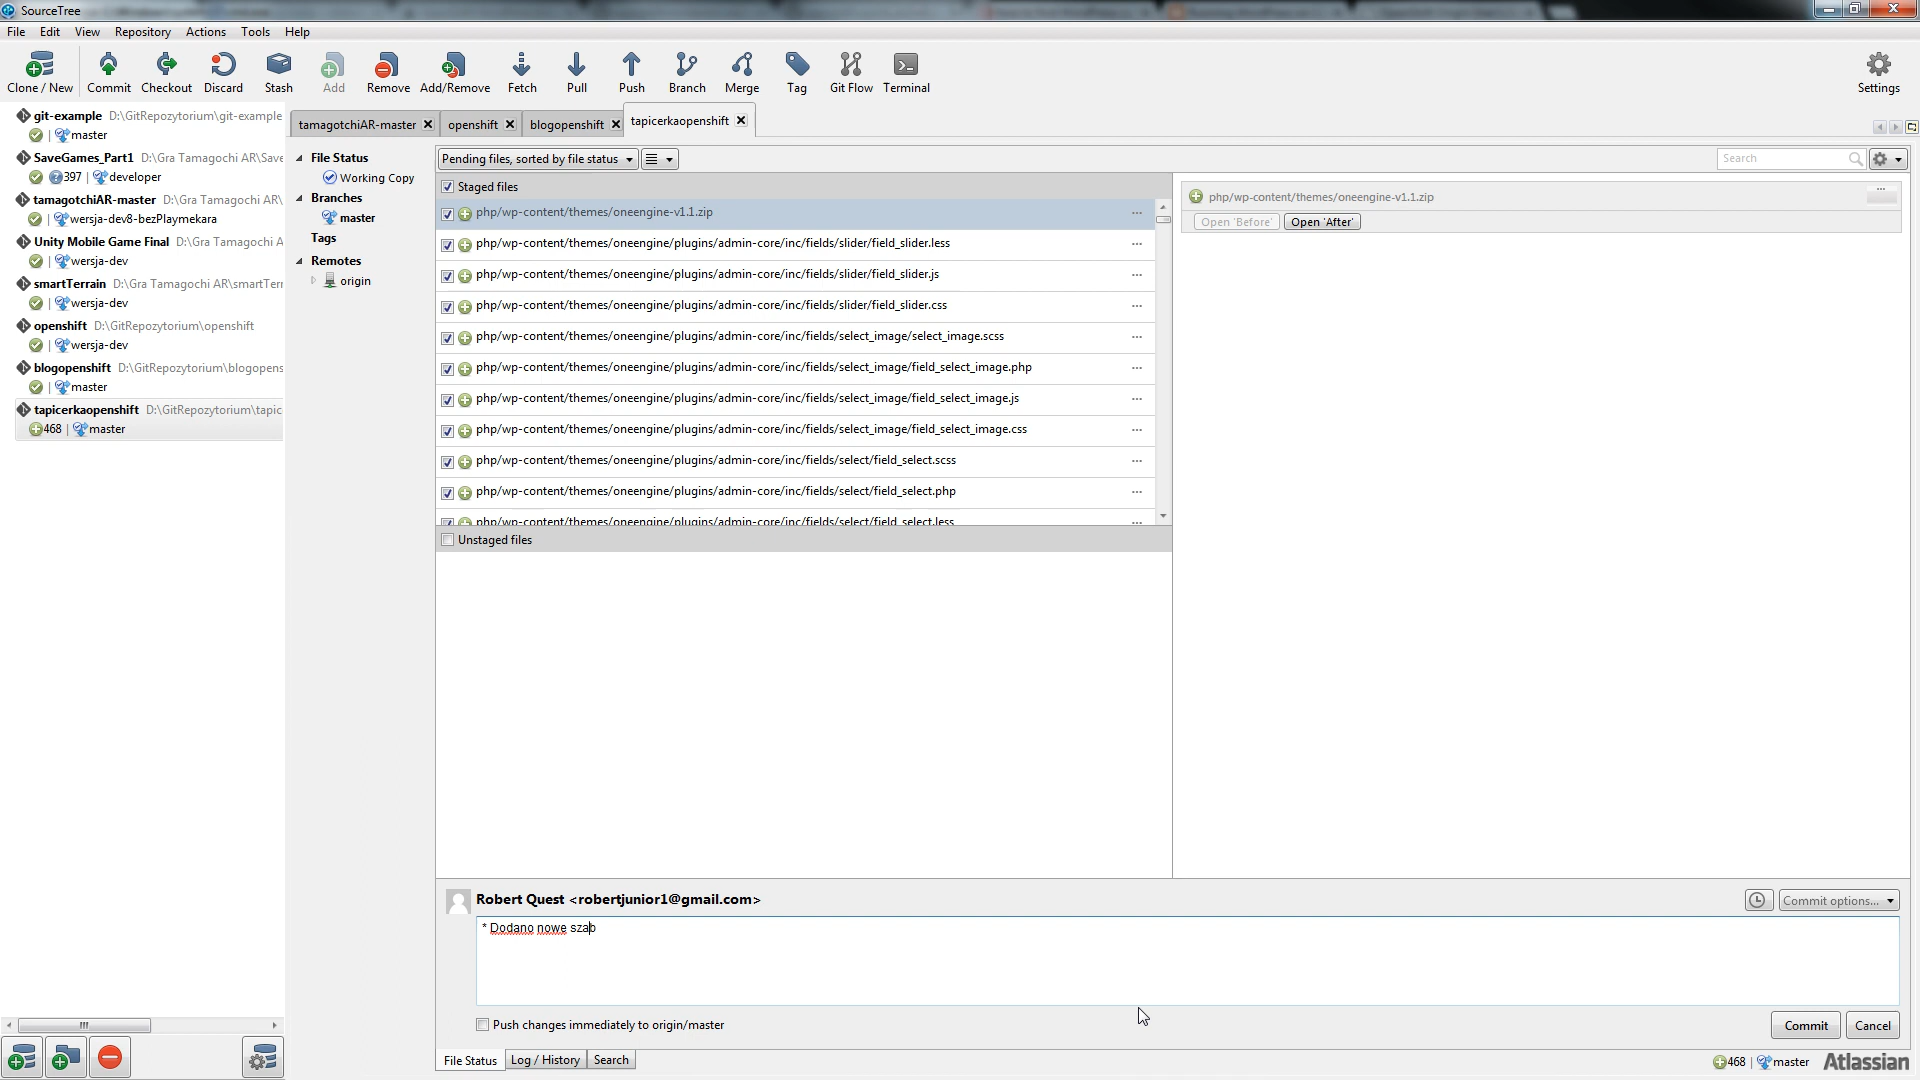 SourceTree
File Edit View Repository Actions Tools Help
Clone / New Commit Checkout Discard Stash Add Remove Add/Remove Fetch Pull Push Branch Merge Tag Git Flow Terminal Settings
git-example D:\GitRepozytorium\git-example
master
SaveGames_Part1 D:\Gra Tamagochi AR\Save
397 | developer
tamagotchiAR-master D:\Gra Tamagochi AR\
wersja-dev8-bezPlaymekara
Unity Mobile Game Final D:\Gra Tamagochi A
wersja-dev
smartTerrain D:\Gra Tamagochi AR\smartTerr
wersja-dev
openshift D:\GitRepozytorium\openshift
wersja-dev
blogopenshift D:\GitRepozytorium\blogopens
master
tapicerkaopenshift D:\GitRepozytorium\tapic
468 | master
tamagotchiAR-master openshift blogopenshift tapicerkaopenshift
File Status
Working Copy
Branches
master
Tags
Remotes
origin
Pending files, sorted by file status
Search
Staged files
php/wp-content/themes/oneengine-v1.1.zip
php/wp-content/themes/oneengine/plugins/admin-core/inc/fields/slider/field_slider.less
php/wp-content/themes/oneengine/plugins/admin-core/inc/fields/slider/field_slider.js
php/wp-content/themes/oneengine/plugins/admin-core/inc/fields/slider/field_slider.css
php/wp-content/themes/oneengine/plugins/admin-core/inc/fields/select_image/select_image.scss
php/wp-content/themes/oneengine/plugins/admin-core/inc/fields/select_image/field_select_image.php
php/wp-content/themes/oneengine/plugins/admin-core/inc/fields/select_image/field_select_image.js
php/wp-content/themes/oneengine/plugins/admin-core/inc/fields/select_image/field_select_image.css
php/wp-content/themes/oneengine/plugins/admin-core/inc/fields/select/field_select.scss
php/wp-content/themes/oneengine/plugins/admin-core/inc/fields/select/field_select.php
php/wp-content/themes/oneengine/plugins/admin-core/inc/fields/select/field_select.less
Unstaged files
php/wp-content/themes/oneengine-v1.1.zip
Open 'Before' Open 'After'
Robert Quest <robertjunior1@gmail.com>
Commit options...
* Dodano nowe szab
Push changes immediately to origin/master
Commit Cancel
File Status Log / History Search
468 | master Atlassian